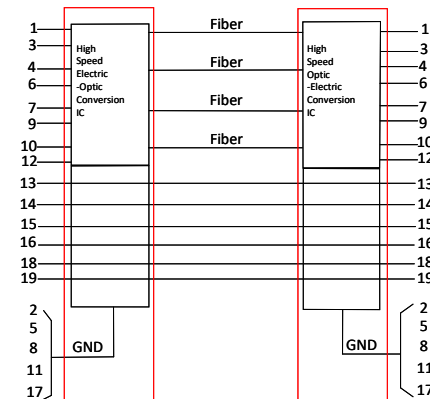 Fiber
1
3
4
6
7
9
10
12
13
14
15
16
18
19
2
5
8
11
17
High
Speed
Electric
-Optic
Conversion
IC
GND
Fiber
Fiber
Fiber
High
Speed
Optic
-Electric
Conversion
IC
GND
1
3
4
6
7
9
10
12
13
14
15
16
18
19
2
5
8
11
17